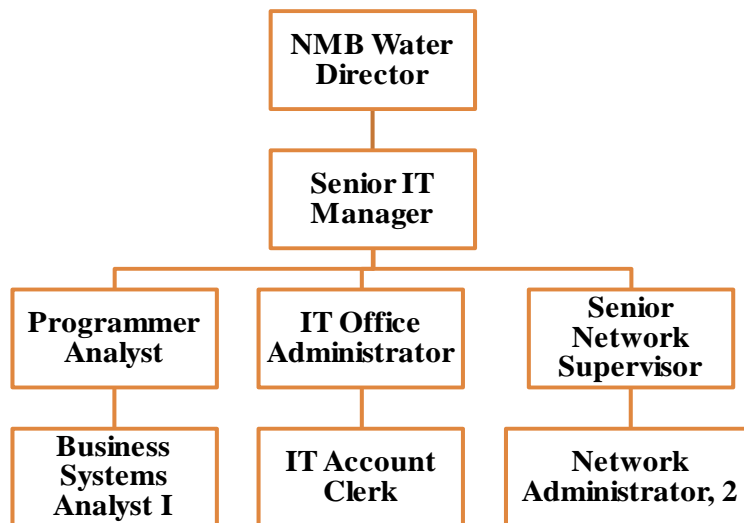 NMB Water
Director
Senior IT
Manager
Programmer
Analyst
IT Office
Administrator
Senior
Network
Supervisor
Business
Systems
Analyst I
IT Account
Clerk
Network
Administrator, 2